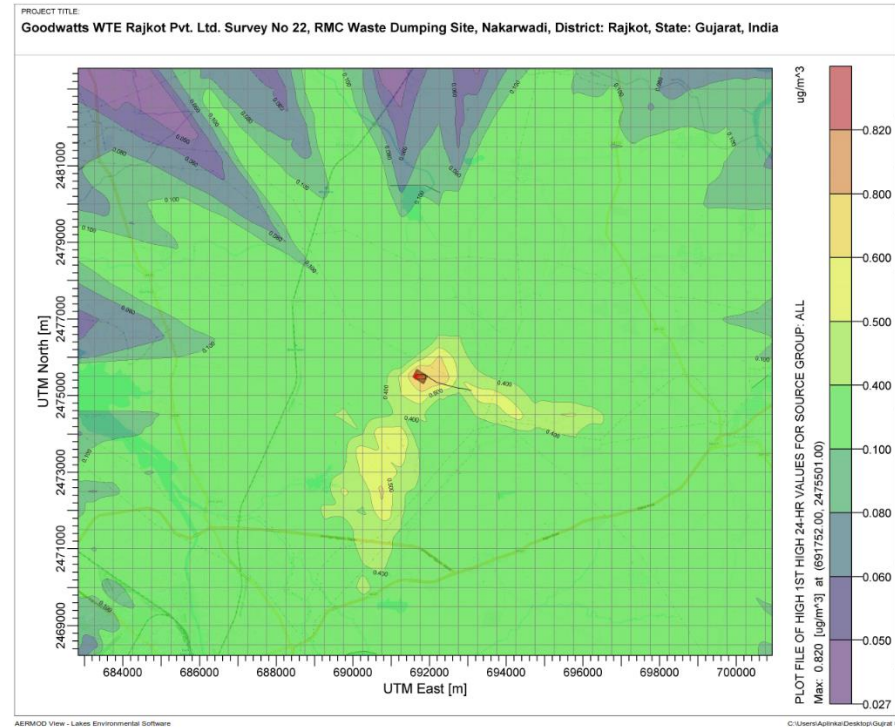 PROJECT TITLE:
Goodwatts WTE Rajkot Pvt. Ltd. Survey No 22, RMC Waste Dumping Site, Nakarwadi, District: Rajkot, State: Gujarat, India
ug/m^3
0.820
0.800
0.600
0.500
0.400
0.100
0.080
0.060
0.050
0.027
PLOT FILE OF HIGH 1ST HIGH 24-HR VALUES FOR SOURCE GROUP: ALL
Max: 0.820 [ug/m^3] at (691752.00, 2475501.00)
UTM North [m]
2481000
2479000
2477000
2475000
2473000
2471000
2469000
684000 686000 688000 690000 692000 694000 696000 698000 700000
UTM East [m]
AERMOD View - Lakes Environmental Software
C:\Users\Aplinka\Desktop\Gujrat